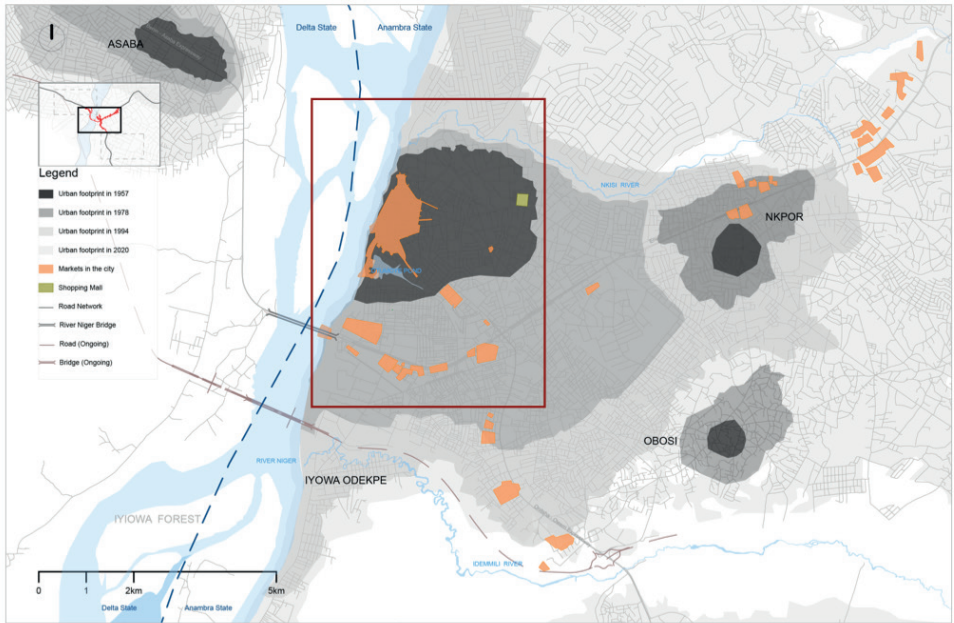 Delta State
Anambra State
ASABA
Legend
Urban footprint in 1957
Urban footprint in 1978
Urban footprint in 1994
Urban footprint in 2020
Markets in the city
Shopping Mall
Road Network
River Niger Bridge
Road (Ongoing)
Bridge (Ongoing)
NKISI RIVER
NKPOR
OBOSI
RIVER NIGER
IYOWA ODEKPE
IYIOWA FOREST
IDEMMILI RIVER
0 1 2km 5km
Delta State
Anambra State